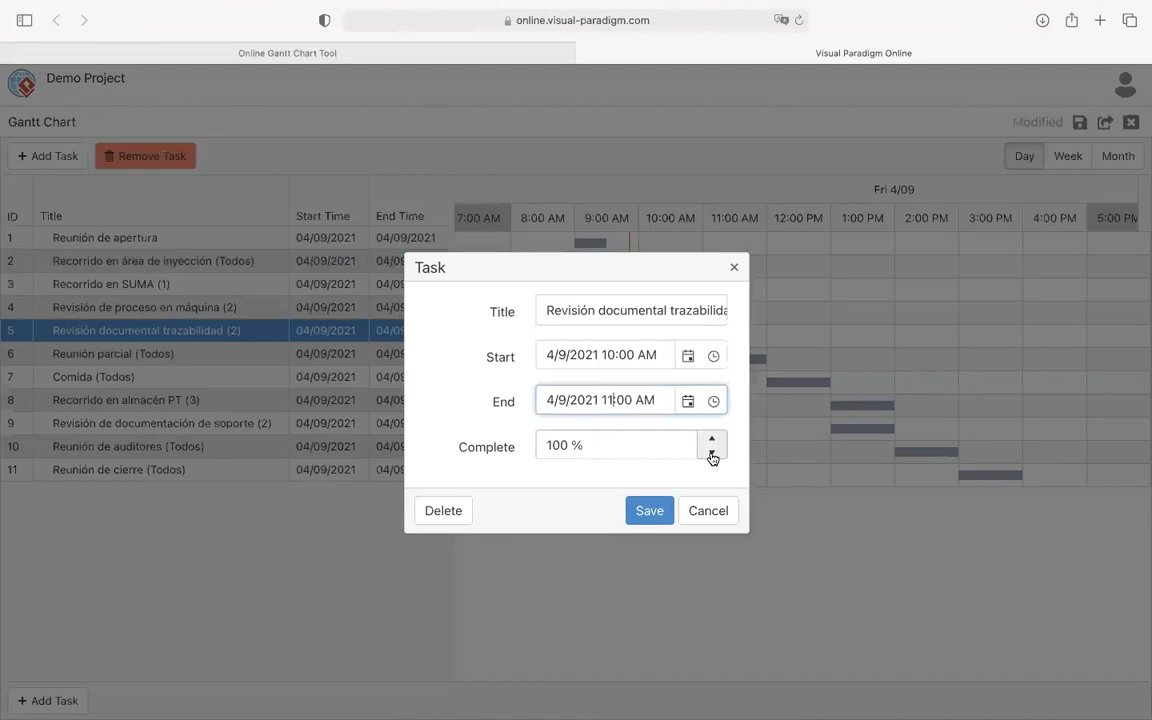 online.visual-paradigm.com
Online Gantt Chart Tool
Visual Paradigm Online
Demo Project
Gantt Chart
Modified
+ Add Task
Remove Task
Day
Week
Month
Fri 4/09
ID
Title
Start Time
End Time
7:00 AM
8:00 AM
9:00 AM
10:00 AM
11:00 AM
12:00 PM
1:00 PM
2:00 PM
3:00 PM
4:00 PM
5:00 PM
1 Reunión de apertura 04/09/2021 04/09/2021
2 Recorrido en área de inyección (Todos) 04/09/2021
3 Recorrido en SUMA (1) 04/09/2021
4 Revisión de proceso en máquina (2) 04/09/2021
5 Revisión documental trazabilidad (2) 04/09/2021
6 Reunión parcial (Todos) 04/09/2021
7 Comida (Todos) 04/09/2021
8 Recorrido en almacén PT (3) 04/09/2021
9 Revisión de documentación de soporte (2) 04/09/2021
10 Reunión de auditores (Todos) 04/09/2021
11 Reunión de cierre (Todos) 04/09/2021
Task
Title Revisión documental trazabilida
Start 4/9/2021 10:00 AM
End 4/9/2021 11:00 AM
Complete 100 %
Delete
Save
Cancel
+ Add Task